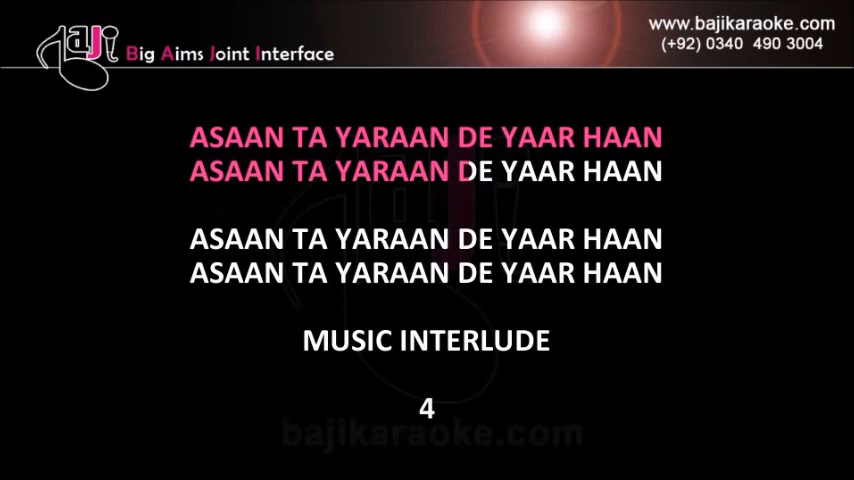 baji Big Aims Joint Interface
www.bajikaraoke.com
(+92) 0340 490 3004
ASAAN TA YARAAN DE YAAR HAAN
ASAAN TA YARAAN DE YAAR HAAN
ASAAN TA YARAAN DE YAAR HAAN
ASAAN TA YARAAN DE YAAR HAAN
MUSIC INTERLUDE
4
bajikaraoke.com